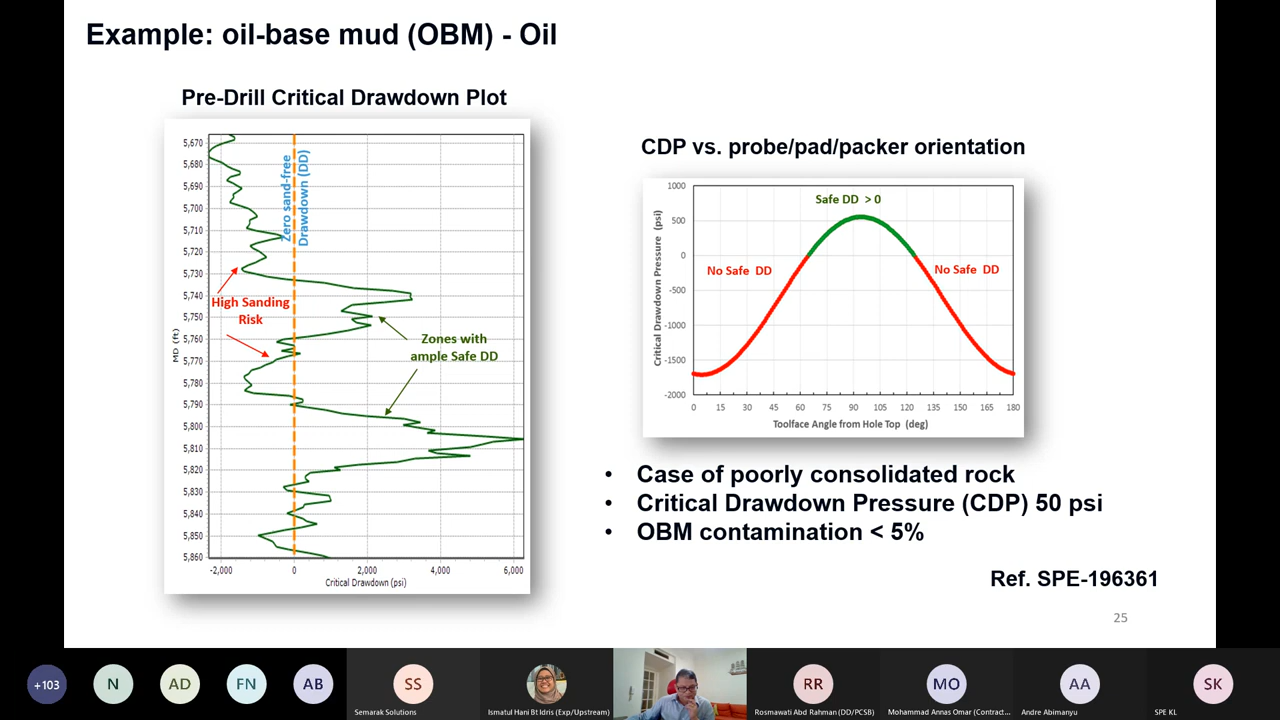 Example: oil-base mud (OBM) - Oil
Pre-Drill Critical Drawdown Plot
5,670
5,680
5,690
5,700
5,710
5,720
5,730
5,740
5,750
5,760
5,770
5,780
5,790
5,800
5,810
5,820
5,830
5,840
5,850
5,860
MD (ft)
Zero sand-free
Drawdown (DD)
High Sanding
Risk
Zones with
ample Safe DD
-2,000 0 2,000 4,000 6,000
Critical Drawdown (psi)
CDP vs. probe/pad/packer orientation
1000
500
0
-500
-1000
-1500
-2000
Critical Drawdown Pressure (psi)
Safe DD > 0
No Safe DD
No Safe DD
0 15 30 45 60 75 90 105 120 135 150 165 180
Toolface Angle from Hole Top (deg)
• Case of poorly consolidated rock
• Critical Drawdown Pressure (CDP) 50 psi
• OBM contamination < 5%
Ref. SPE-196361
25
+103 N AD FN AB SS RR MO AA SK
Semarak Solutions
Ismatul Hani Bt Idris (Exp/Upstream)
Rosmawati Abd Rahman (DD/PCSB)
Mohammad Annas Omar (Contract...
Andre Abimanyu
SPE KL